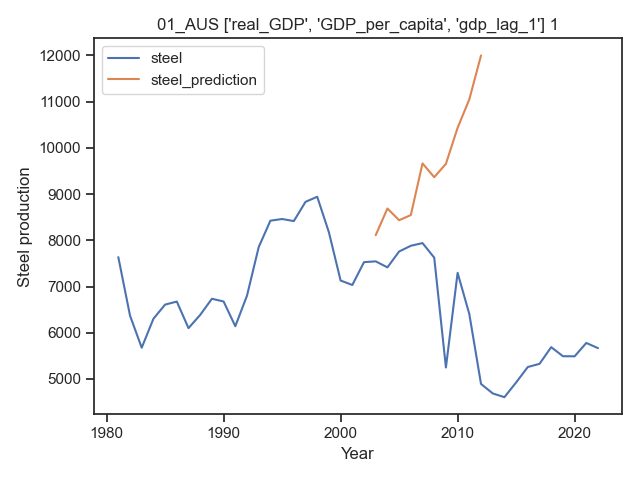 01_AUS ['real_GDP', 'GDP_per_capita', 'gdp_lag_1'] 1
steel
steel_prediction
12000
11000
10000
9000
8000
7000
6000
5000
Steel production
1980
1990
2000
2010
2020
Year